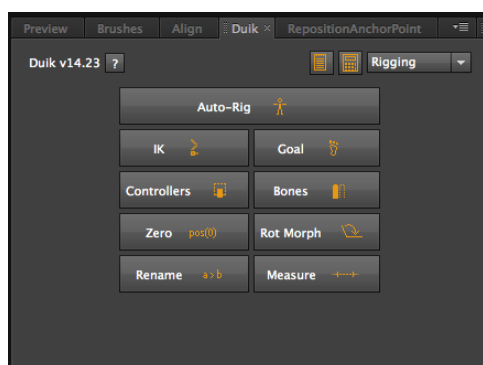 Preview Brushes Align Duik × RepositionAnchorPoint
Duik v14.23 ? Rigging
Auto-Rig
IK Goal
Controllers Bones
Zero pos(0) Rot Morph
Rename a>b Measure